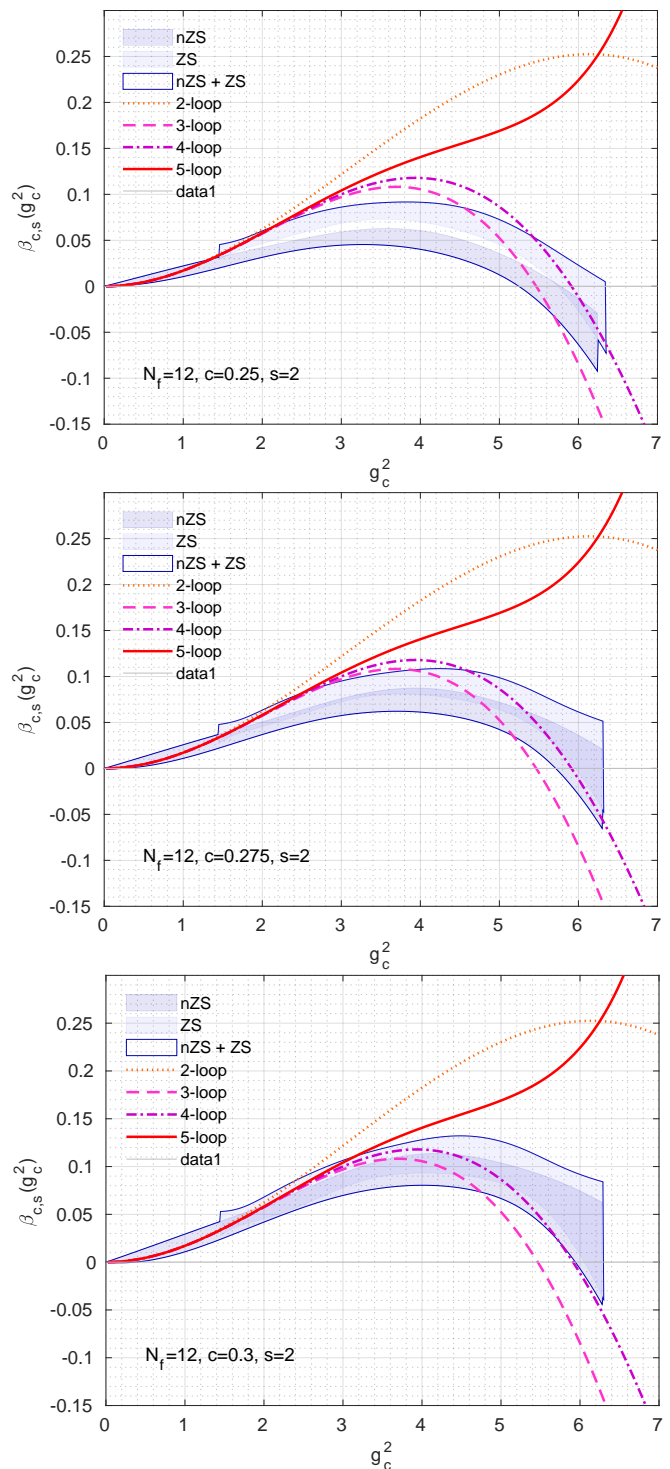 nZS
ZS
nZS + ZS
2-loop
3-loop
4-loop
5-loop
data1
0.25
0.2
0.15
0.1
0.05
0
-0.05
-0.1
-0.15
β_{c,s}(g_c^2)
N_f=12, c=0.25, s=2
0 1 2 3 4 5 6 7
g_c^2
nZS
ZS
nZS + ZS
2-loop
3-loop
4-loop
5-loop
data1
0.25
0.2
0.15
0.1
0.05
0
-0.05
-0.1
-0.15
β_{c,s}(g_c^2)
N_f=12, c=0.275, s=2
0 1 2 3 4 5 6 7
g_c^2
nZS
ZS
nZS + ZS
2-loop
3-loop
4-loop
5-loop
data1
0.25
0.2
0.15
0.1
0.05
0
-0.05
-0.1
-0.15
β_{c,s}(g_c^2)
N_f=12, c=0.3, s=2
0 1 2 3 4 5 6 7
g_c^2